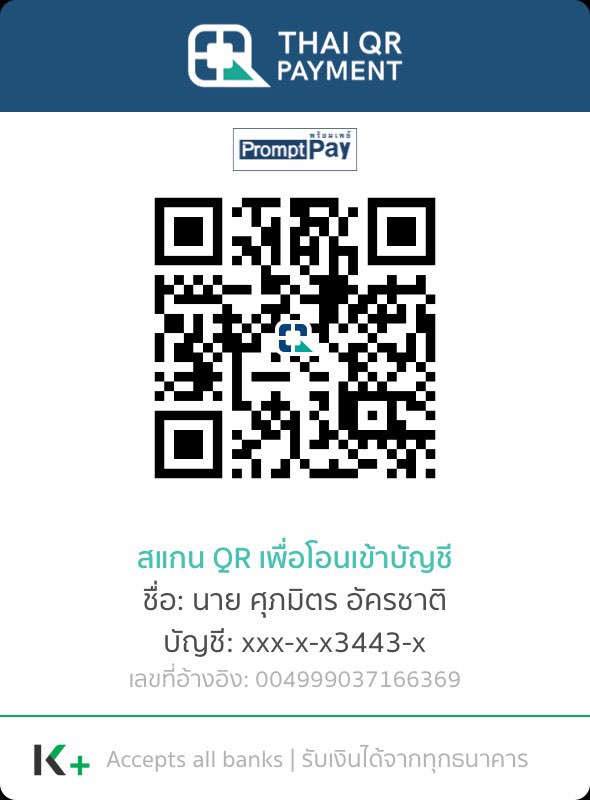 THAI QR
PAYMENT
พร้อมเพย์
PromptPay
สแกน QR เพื่อโอนเข้าบัญชี
ชื่อ: นาย ศุภมิตร อัครชาติ
บัญชี: xxx-x-x3443-x
เลขที่อ้างอิง: 004999037166369
K+ Accepts all banks | รับเงินได้จากทุกธนาคาร